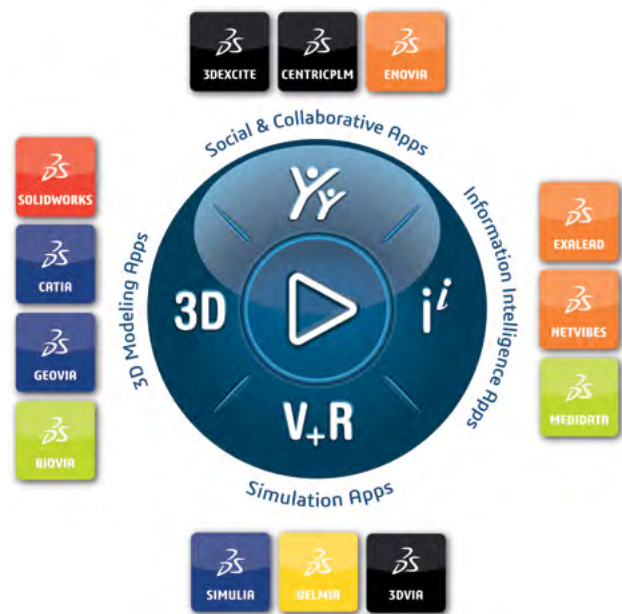 3DEXCITE
CENTRICPLM
ENOVIA
Social & Collaborative Apps
SOLIDWORKS
CATIA
GEOVIA
BIOVIA
3D Modeling Apps
3D
i i
V+R
Information Intelligence Apps
EXALEAD
NETVIBES
MEDIDATA
Simulation Apps
SIMULIA
DELMIA
3DVIA